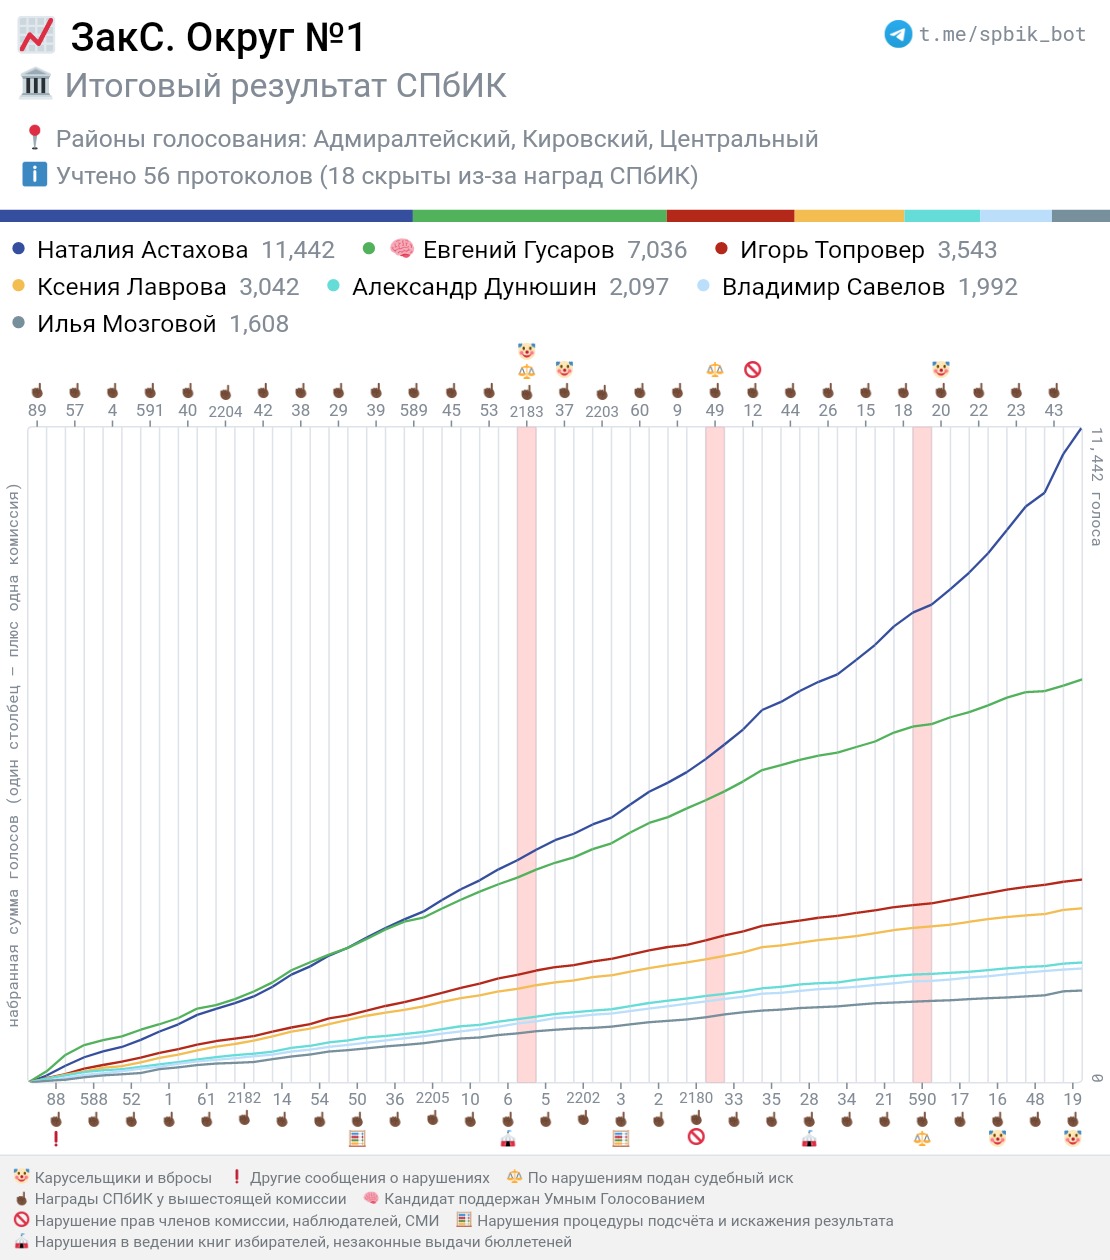 ЗакС. Округ №1
t.me/spbik_bot
Итоговый результат СПбИК
Районы голосования: Адмиралтейский, Кировский, Центральный
Учтено 56 протоколов (18 скрыты из-за наград СПбИК)
Наталия Астахова 11,442 Евгений Гусаров 7,036 Игорь Топровер 3,543
Ксения Лаврова 3,042 Александр Дунюшин 2,097 Владимир Савелов 1,992
Илья Мозговой 1,608
89 57 4 591 40 2204 42 38 29 39 589 45 53 2183 37 2203 60 9 49 12 44 26 15 18 20 22 23 43
11,442 голоса
набранная сумма голосов (один столбец – плюс одна комиссия)
0
88 588 52 1 61 2182 14 54 50 36 2205 10 6 5 2202 3 2 2180 33 35 28 34 21 590 17 16 48 19
Карусельщики и вбросы Другие сообщения о нарушениях По нарушениям подан судебный иск
Награды СПбИК у вышестоящей комиссии Кандидат поддержан Умным Голосованием
Нарушение прав членов комиссии, наблюдателей, СМИ Нарушения процедуры подсчёта и искажения результата
Нарушения в ведении книг избирателей, незаконные выдачи бюллетеней